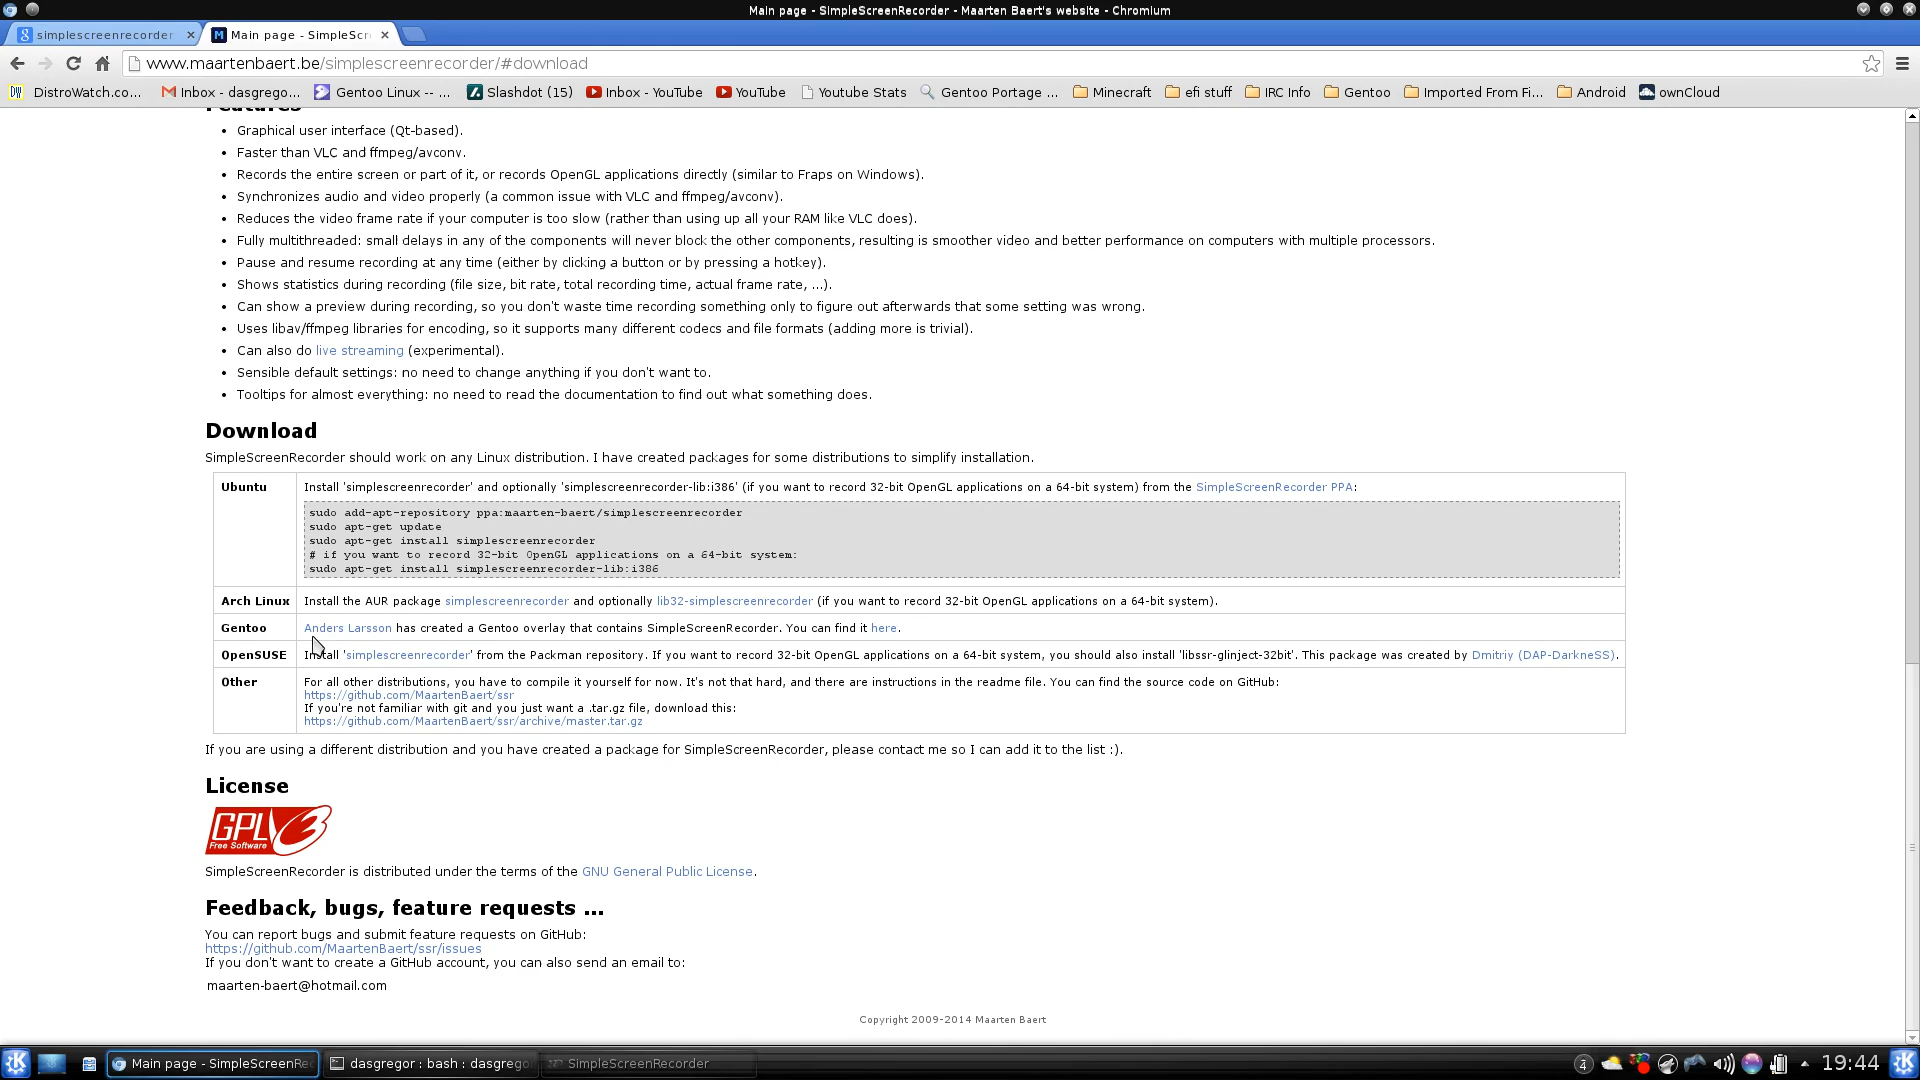 Main page - SimpleScreenRecorder - Maarten Baert's website - Chromium
simplescreenrecorder
Main page - SimpleScre
www.maartenbaert.be/simplescreenrecorder/#download
DistroWatch.co...
Inbox - dasgrego...
Gentoo Linux -- ...
Slashdot (15)
Inbox - YouTube
YouTube
Youtube Stats
Gentoo Portage ...
Minecraft
efi stuff
IRC Info
Gentoo
Imported From Fi...
Android
ownCloud
Features
• Graphical user interface (Qt-based).
• Faster than VLC and ffmpeg/avconv.
• Records the entire screen or part of it, or records OpenGL applications directly (similar to Fraps on Windows).
• Synchronizes audio and video properly (a common issue with VLC and ffmpeg/avconv).
• Reduces the video frame rate if your computer is too slow (rather than using up all your RAM like VLC does).
• Fully multithreaded: small delays in any of the components will never block the other components, resulting is smoother video and better performance on computers with multiple processors.
• Pause and resume recording at any time (either by clicking a button or by pressing a hotkey).
• Shows statistics during recording (file size, bit rate, total recording time, actual frame rate, ...).
• Can show a preview during recording, so you don't waste time recording something only to figure out afterwards that some setting was wrong.
• Uses libav/ffmpeg libraries for encoding, so it supports many different codecs and file formats (adding more is trivial).
• Can also do live streaming (experimental).
• Sensible default settings: no need to change anything if you don't want to.
• Tooltips for almost everything: no need to read the documentation to find out what something does.
Download
SimpleScreenRecorder should work on any Linux distribution. I have created packages for some distributions to simplify installation.
Ubuntu
Install 'simplescreenrecorder' and optionally 'simplescreenrecorder-lib:i386' (if you want to record 32-bit OpenGL applications on a 64-bit system) from the SimpleScreenRecorder PPA:
sudo add-apt-repository ppa:maarten-baert/simplescreenrecorder
sudo apt-get update
sudo apt-get install simplescreenrecorder
# if you want to record 32-bit OpenGL applications on a 64-bit system:
sudo apt-get install simplescreenrecorder-lib:i386
Arch Linux
Install the AUR package simplescreenrecorder and optionally lib32-simplescreenrecorder (if you want to record 32-bit OpenGL applications on a 64-bit system).
Gentoo
Anders Larsson has created a Gentoo overlay that contains SimpleScreenRecorder. You can find it here.
OpenSUSE
Install 'simplescreenrecorder' from the Packman repository. If you want to record 32-bit OpenGL applications on a 64-bit system, you should also install 'libssr-glinject-32bit'. This package was created by Dmitriy (DAP-DarkneSS).
Other
For all other distributions, you have to compile it yourself for now. It's not that hard, and there are instructions in the readme file. You can find the source code on GitHub:
https://github.com/MaartenBaert/ssr
If you're not familiar with git and you just want a .tar.gz file, download this:
https://github.com/MaartenBaert/ssr/archive/master.tar.gz
If you are using a different distribution and you have created a package for SimpleScreenRecorder, please contact me so I can add it to the list :).
License
GPL v3
Free Software
SimpleScreenRecorder is distributed under the terms of the GNU General Public License.
Feedback, bugs, feature requests ...
You can report bugs and submit feature requests on GitHub:
https://github.com/MaartenBaert/ssr/issues
If you don't want to create a GitHub account, you can also send an email to:
maarten-baert@hotmail.com
Copyright 2009-2014 Maarten Baert
Main page - SimpleScreenRe
dasgregor : bash : dasgrego
SimpleScreenRecorder
4
19:44